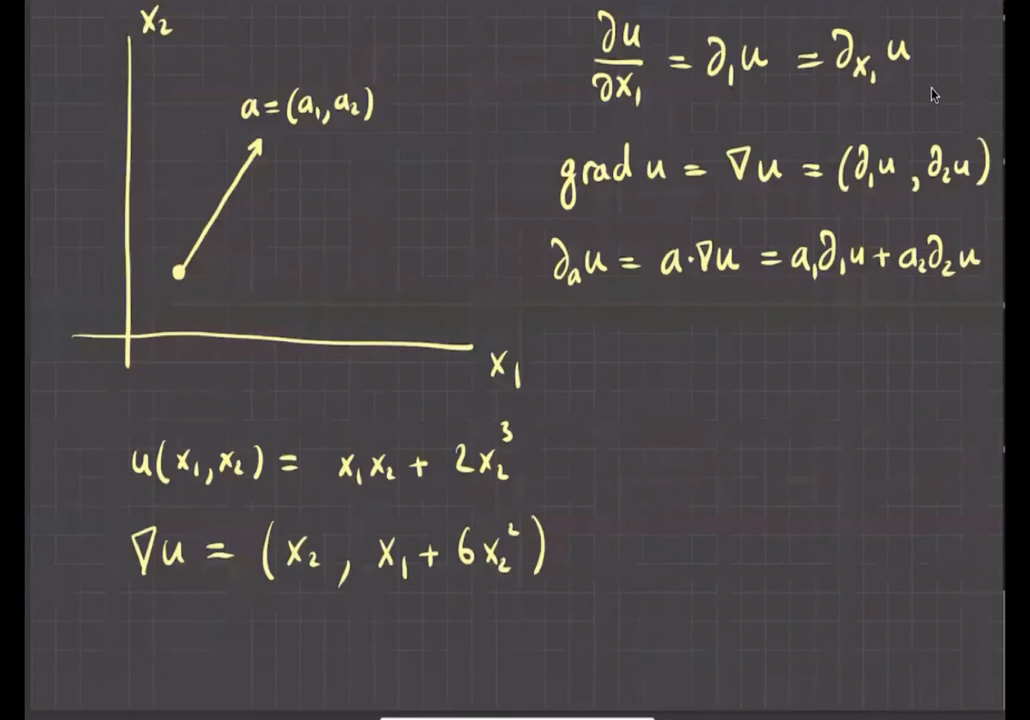 x₂
a=(a₁,a₂)
x₁
∂u/∂x₁ = ∂₁u = ∂ₓ₁ u
grad u = ∇u = (∂₁u , ∂₂u)
∂ₐu = a·∇u = a₁∂₁u + a₂∂₂u
u(x₁,x₂) = x₁x₂ + 2x₂³
∇u = (x₂ , x₁ + 6x₂²)